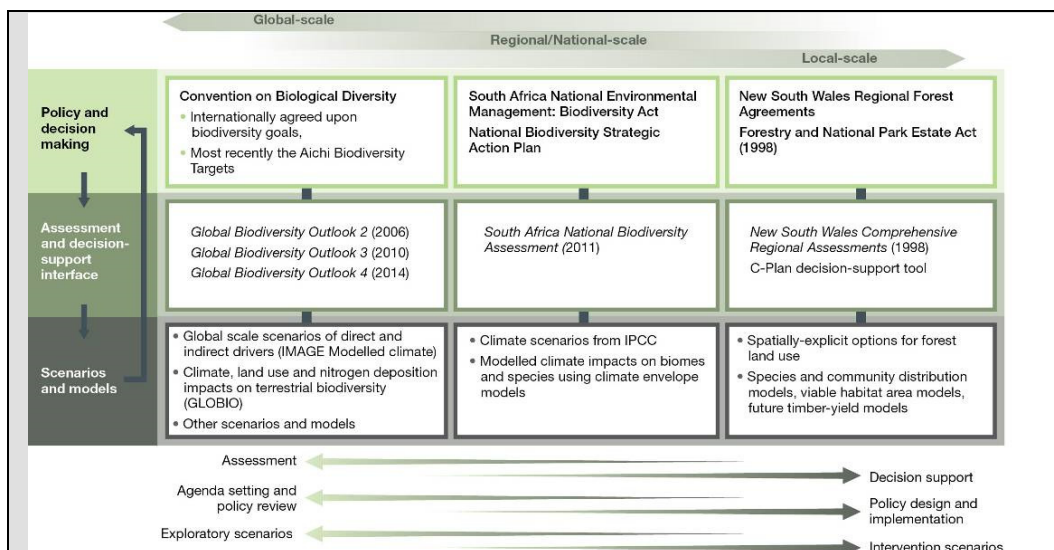 Global-scale
Regional/National-scale
Local-scale
Policy and
decision
making
Convention on Biological Diversity
• Internationally agreed upon
biodiversity goals,
• Most recently the Aichi Biodiversity
Targets
South Africa National Environmental
Management: Biodiversity Act
National Biodiversity Strategic
Action Plan
New South Wales Regional Forest
Agreements
Forestry and National Park Estate Act
(1998)
Assessment
and decision-
support
interface
Global Biodiversity Outlook 2 (2006)
Global Biodiversity Outlook 3 (2010)
Global Biodiversity Outlook 4 (2014)
South Africa National Biodiversity
Assessment (2011)
New South Wales Comprehensive
Regional Assessments (1998)
C-Plan decision-support tool
Scenarios
and models
• Global scale scenarios of direct and
indirect drivers (IMAGE Modelled climate)
• Climate, land use and nitrogen deposition
impacts on terrestrial biodiversity
(GLOBIO)
• Other scenarios and models
• Climate scenarios from IPCC
• Modelled climate impacts on biomes
and species using climate envelope
models
• Spatially-explicit options for forest
land use
• Species and community distribution
models, viable habitat area models,
future timber-yield models
Assessment
Decision support
Agenda setting and
policy review
Policy design and
implementation
Exploratory scenarios
Intervention scenarios